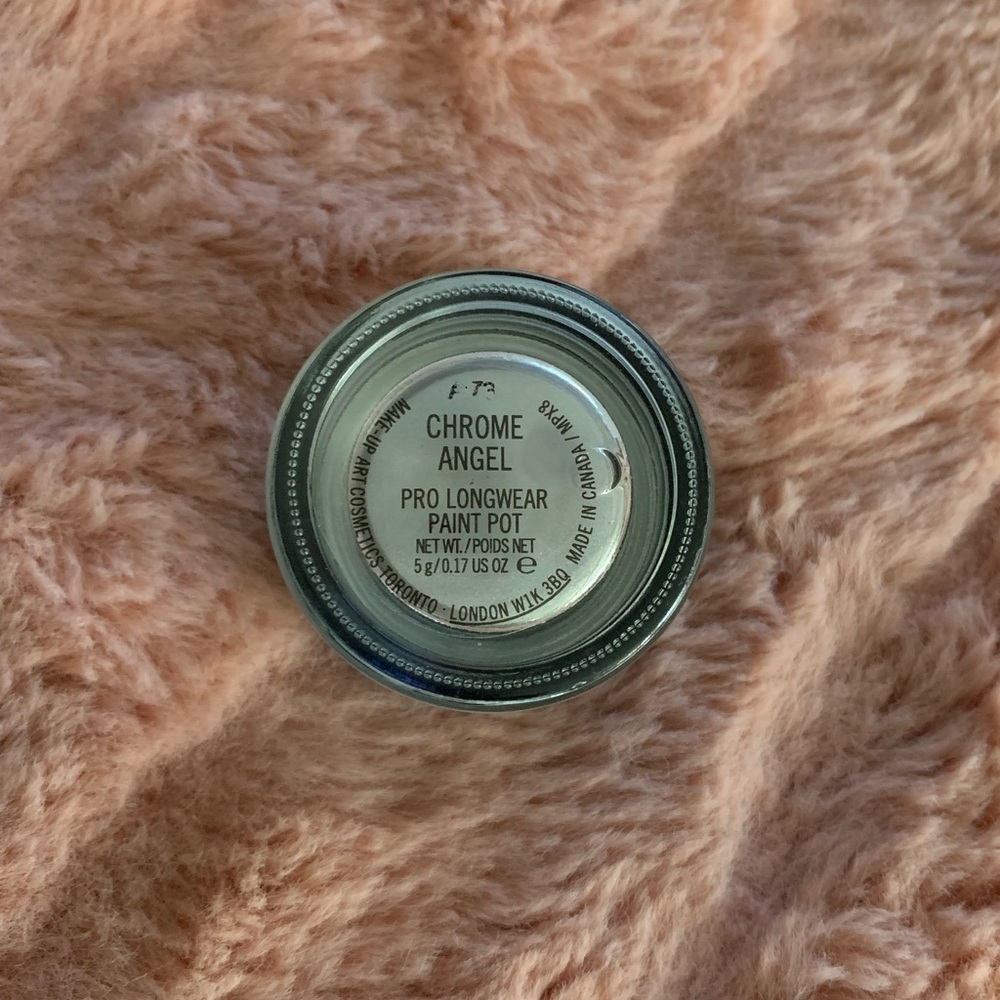 CHROME
ANGEL
PRO LONGWEAR
PAINT POT
NET WT./POIDS NET
5 g/0.17 US OZ ℮
MAKE-UP ART COSMETICS TORONTO · LONDON W1K 3BQ MADE IN CANADA / MPX8